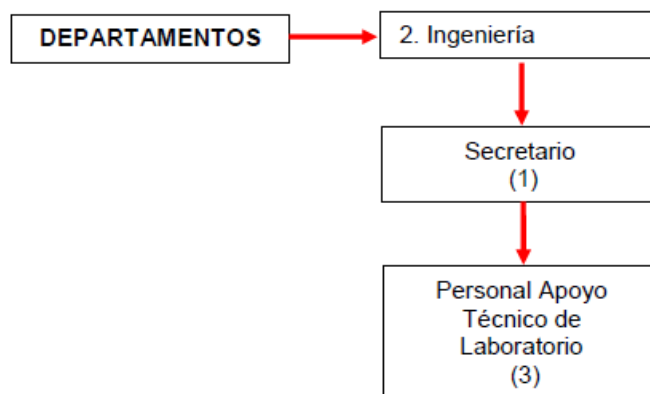 DEPARTAMENTOS
2. Ingeniería
Secretario
(1)
Personal Apoyo
Técnico de
Laboratorio
(3)